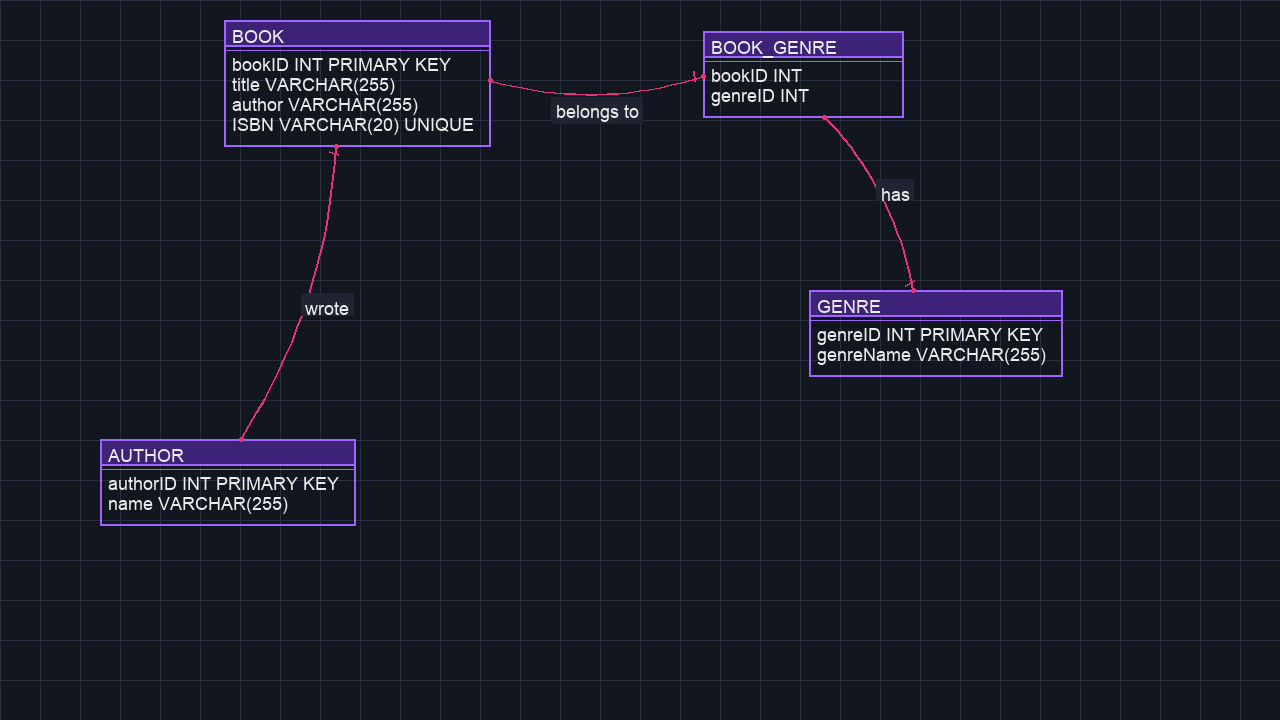 BOOK
bookID INT PRIMARY KEY
title VARCHAR(255)
author VARCHAR(255)
ISBN VARCHAR(20) UNIQUE
belongs to
BOOK_GENRE
bookID INT
genreID INT
has
wrote
GENRE
genreID INT PRIMARY KEY
genreName VARCHAR(255)
AUTHOR
authorID INT PRIMARY KEY
name VARCHAR(255)